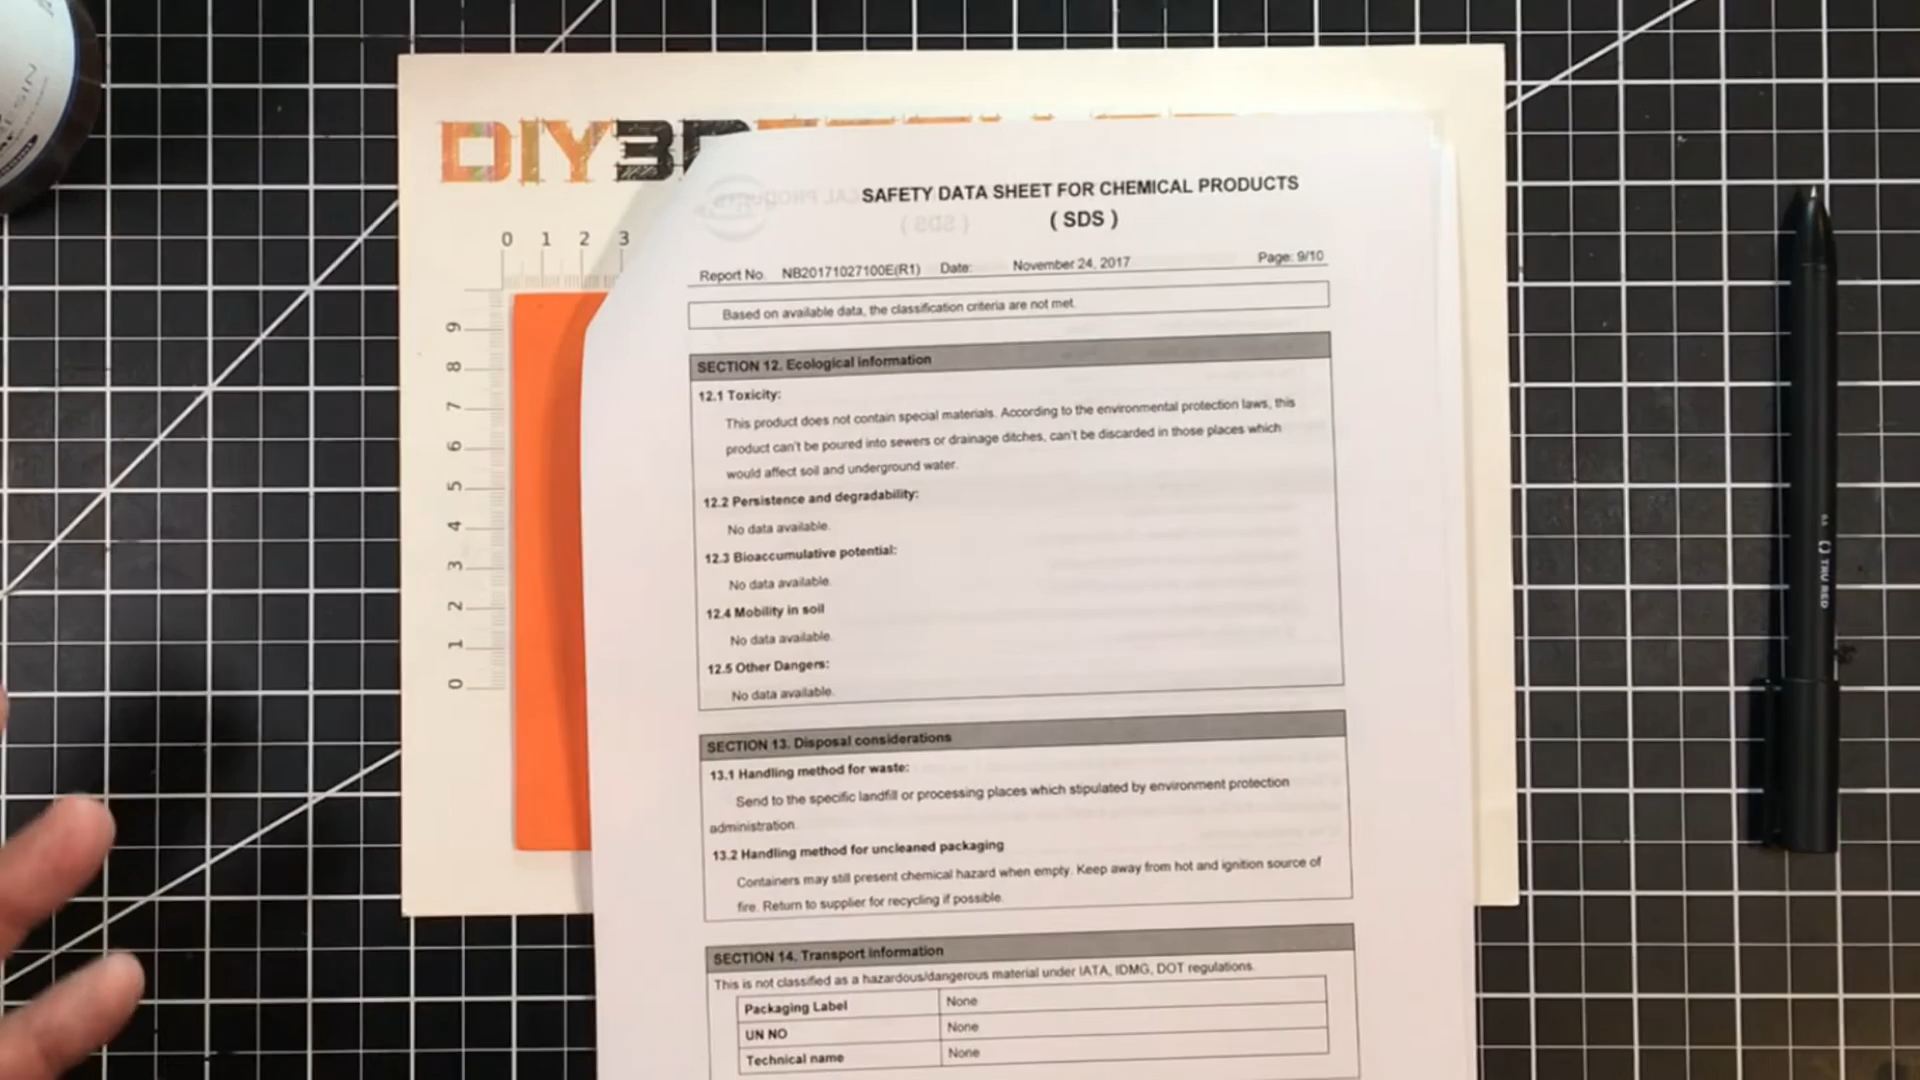 SIN
DIY3D
0 1 2 3
9
8
7
6
5
4
3
2
1
0
SAFETY DATA SHEET FOR CHEMICAL PRODUCTS
( SDS )
Report No. NB20171027100E(R1) Date: November 24, 2017 Page: 9/10
Based on available data, the classification criteria are not met.
SECTION 12. Ecological information
12.1 Toxicity:
This product does not contain special materials. According to the environmental protection laws, this
product can't be poured into sewers or drainage ditches, can't be discarded in those places which
would affect soil and underground water.
12.2 Persistence and degradability:
No data available.
12.3 Bioaccumulative potential:
No data available.
12.4 Mobility in soil
No data available.
12.5 Other Dangers:
No data available.
SECTION 13. Disposal considerations
13.1 Handling method for waste:
Send to the specific landfill or processing places which stipulated by environment protection
administration.
13.2 Handling method for uncleaned packaging
Containers may still present chemical hazard when empty. Keep away from hot and ignition source of
fire. Return to supplier for recycling if possible.
SECTION 14. Transport information
This is not classified as a hazardous/dangerous material under IATA, IDMG, DOT regulations.
Packaging Label None
UN NO None
Technical name None
TRU RED